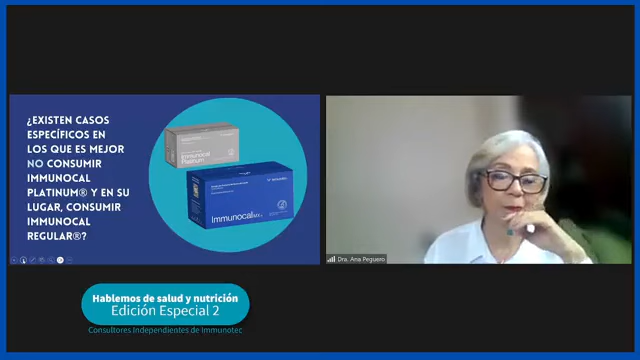 ¿EXISTEN CASOS
ESPECÍFICOS EN
LOS QUE ES MEJOR
NO CONSUMIR
IMMUNOCAL
PLATINUM® Y EN SU
LUGAR, CONSUMIR
IMMUNOCAL
REGULAR®?
Immunocal
Platinum
Immunocal
Dra. Ana Peguero
Hablemos de salud y nutrición
Edición Especial 2
Consultores Independientes de Immunotec